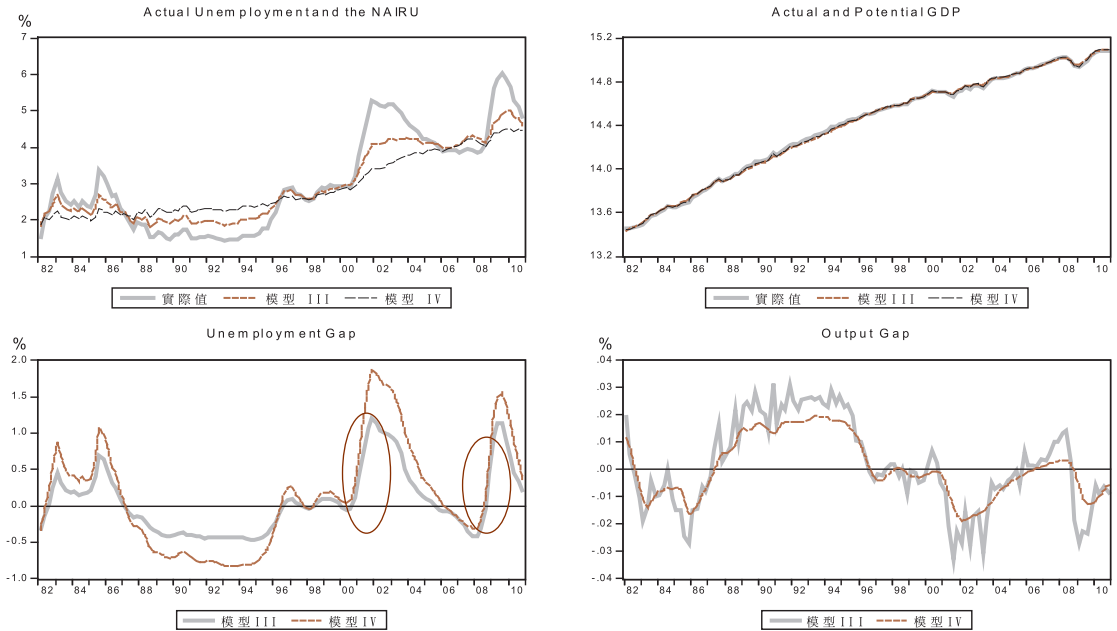 Actual Unemployment and the NAIRU
%
7
6
5
4
3
2
1
82 84 86 88 90 92 94 96 98 00 02 04 06 08 10
實際值 模型 III 模型 IV
Actual and Potential GDP
15.2
14.8
14.4
14.0
13.6
13.2
82 84 86 88 90 92 94 96 98 00 02 04 06 08 10
實際值 模型 III 模型 IV
Unemployment Gap
%
2.0
1.5
1.0
0.5
0.0
-0.5
-1.0
82 84 86 88 90 92 94 96 98 00 02 04 06 08 10
模型 III 模型 IV
Output Gap
%
.04
.03
.02
.01
.00
-.01
-.02
-.03
-.04
82 84 86 88 90 92 94 96 98 00 02 04 06 08 10
模型 III 模型 IV